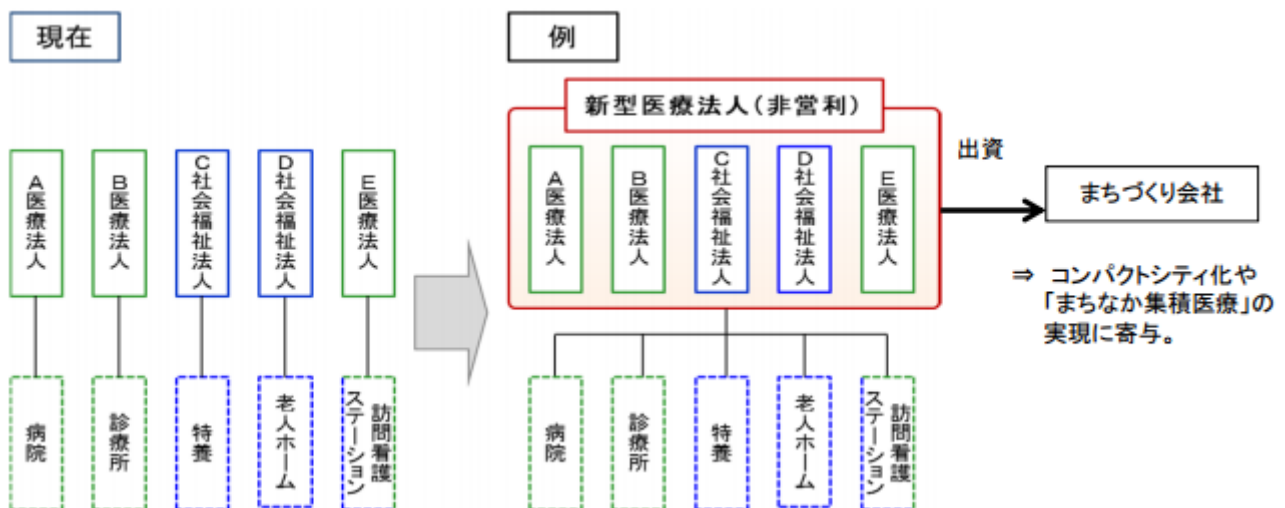 現在
A医療法人
B医療法人
C社会福祉法人
D社会福祉法人
E医療法人
病院
診療所
特養
老人ホーム
訪問看護
ステーション
例
新型医療法人(非営利)
A医療法人
B医療法人
C社会福祉法人
D社会福祉法人
E医療法人
病院
診療所
特養
老人ホーム
訪問看護
ステーション
出資
まちづくり会社
⇒ コンパクトシティ化や
「まちなか集積医療」の
実現に寄与。